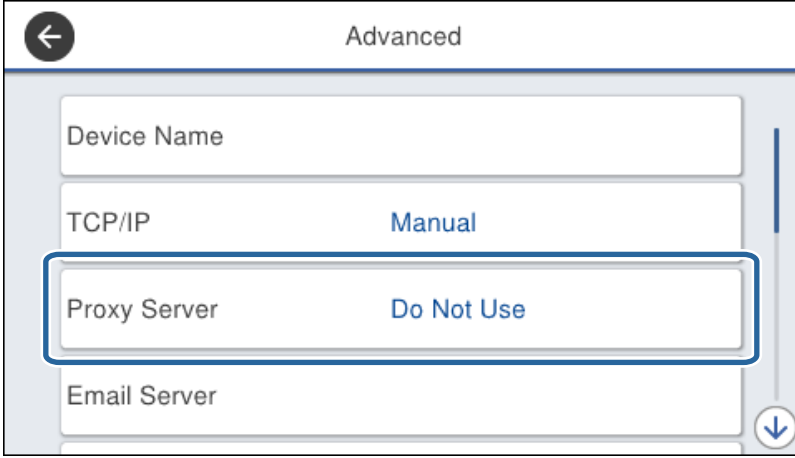 Advanced
Device Name
TCP/IP Manual
Proxy Server Do Not Use
Email Server